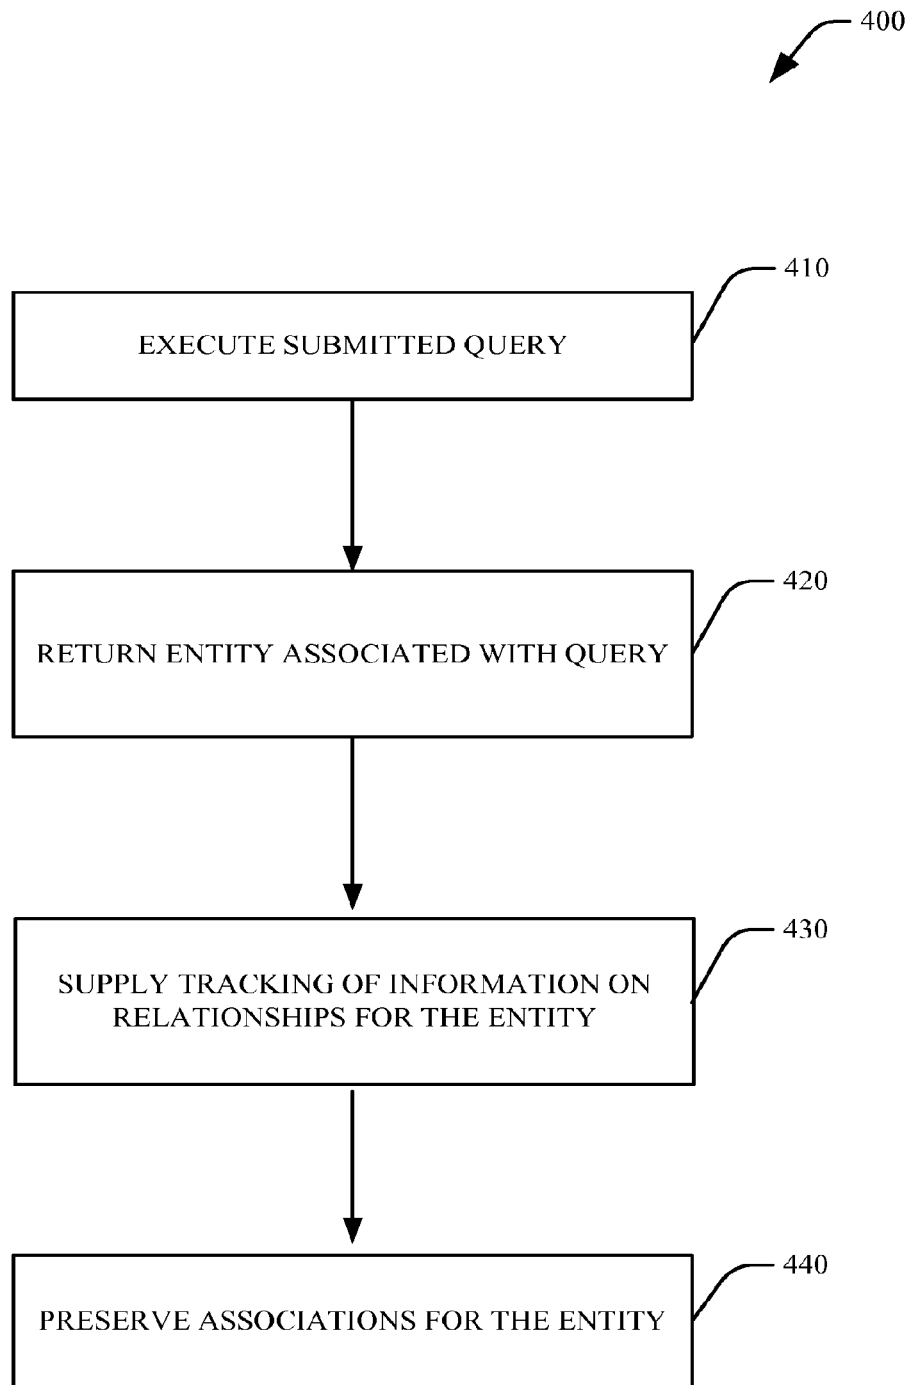 400
410
EXECUTE SUBMITTED QUERY
420
RETURN ENTITY ASSOCIATED WITH QUERY
430
SUPPLY TRACKING OF INFORMATION ON
RELATIONSHIPS FOR THE ENTITY
440
PRESERVE ASSOCIATIONS FOR THE ENTITY